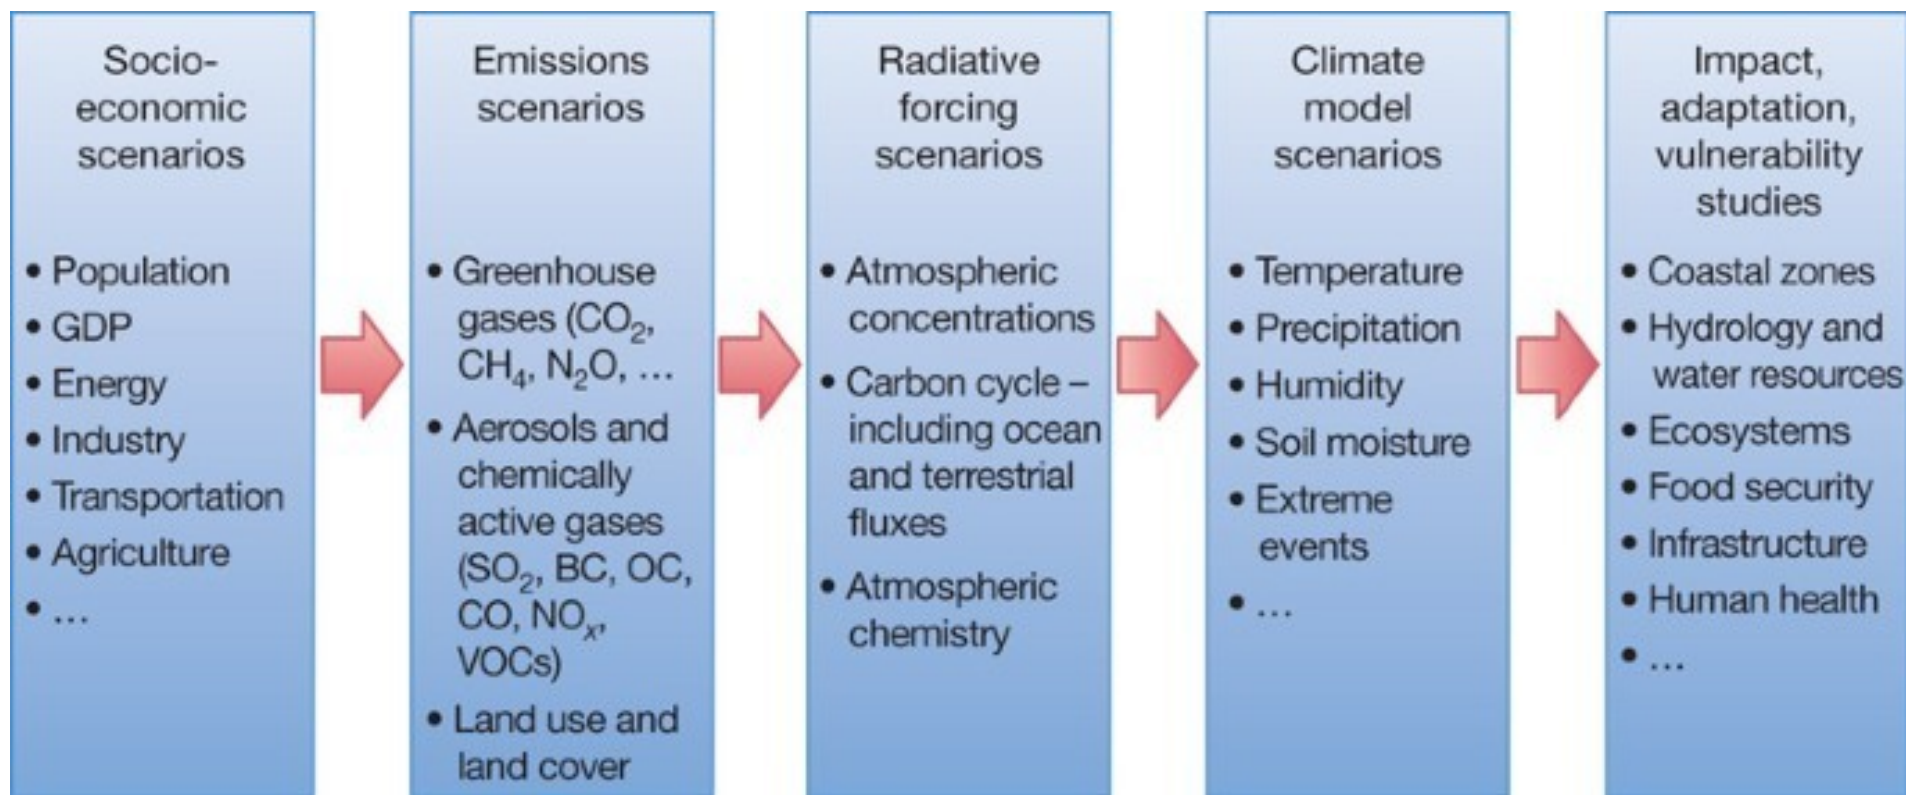 Socio-
economic
scenarios
• Population
• GDP
• Energy
• Industry
• Transportation
• Agriculture
• …
Emissions
scenarios
• Greenhouse
gases (CO₂,
CH₄, N₂O, …
• Aerosols and
chemically
active gases
(SO₂, BC, OC,
CO, NOₓ,
VOCs)
• Land use and
land cover
Radiative
forcing
scenarios
• Atmospheric
concentrations
• Carbon cycle –
including ocean
and terrestrial
fluxes
• Atmospheric
chemistry
Climate
model
scenarios
• Temperature
• Precipitation
• Humidity
• Soil moisture
• Extreme
events
• …
Impact,
adaptation,
vulnerability
studies
• Coastal zones
• Hydrology and
water resources
• Ecosystems
• Food security
• Infrastructure
• Human health
• …